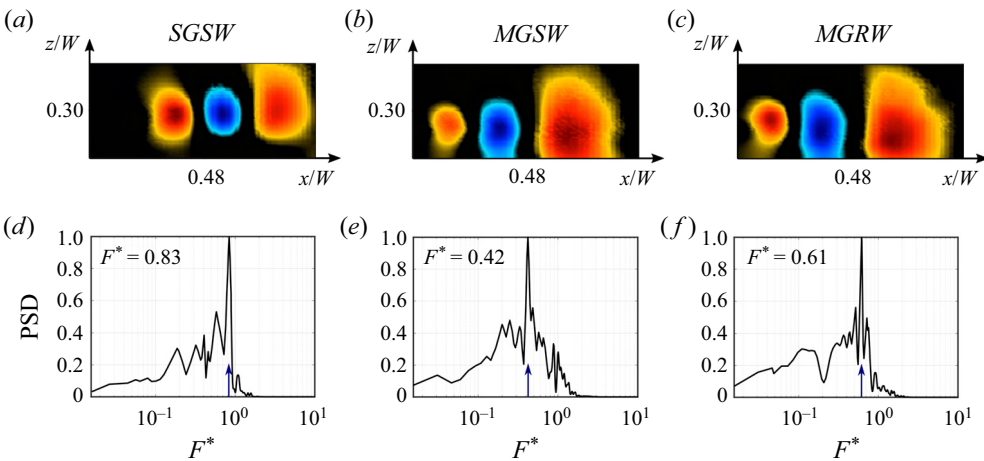 (a) SGSW (b) MGSW (c) MGRW
z/W z/W z/W
0.30 0.30 0.30
0.48 x/W 0.48 x/W 0.48 x/W
(d) (e) (f)
1.0 1.0 1.0
F* = 0.83 F* = 0.42 F* = 0.61
0.8 0.8 0.8
0.6 0.6 0.6
PSD
0.4 0.4 0.4
0.2 0.2 0.2
0 0 0
10⁻¹ 10⁰ 10¹ 10⁻¹ 10⁰ 10¹ 10⁻¹ 10⁰ 10¹
F* F* F*